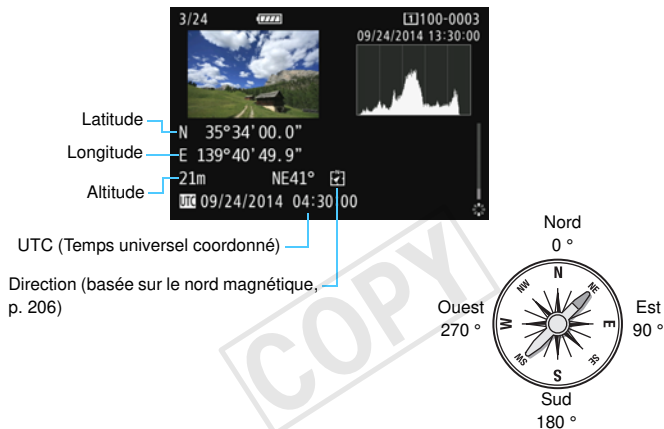 3/24
1 100-0003
09/24/2014 13:30:00
Latitude
N 35°34'00.0"
Longitude
E 139°40'49.9"
Altitude
21m NE41°
UTC 09/24/2014 04:30:00
UTC (Temps universel coordonné)
Direction (basée sur le nord magnétique,
p. 206)
Nord
0 °
N
NW
NE
Ouest
270 °
W
E
Est
90 °
SW
SE
S
Sud
180 °
COPY